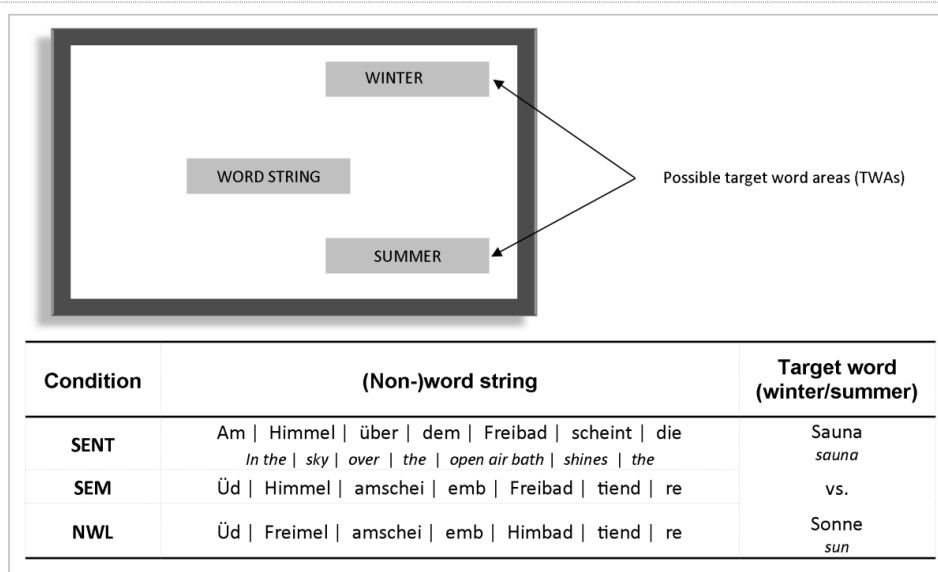 WINTER
WORD STRING
Possible target word areas (TWAs)
SUMMER
Condition (Non-)word string Target word (winter/summer)
SENT Am | Himmel | über | dem | Freibad | scheint | die Sauna
In the | sky | over | the | open air bath | shines | the sauna
SEM Üd | Himmel | amschei | emb | Freibad | tiend | re vs.
NWL Üd | Freimel | amschei | emb | Himbad | tiend | re Sonne
sun